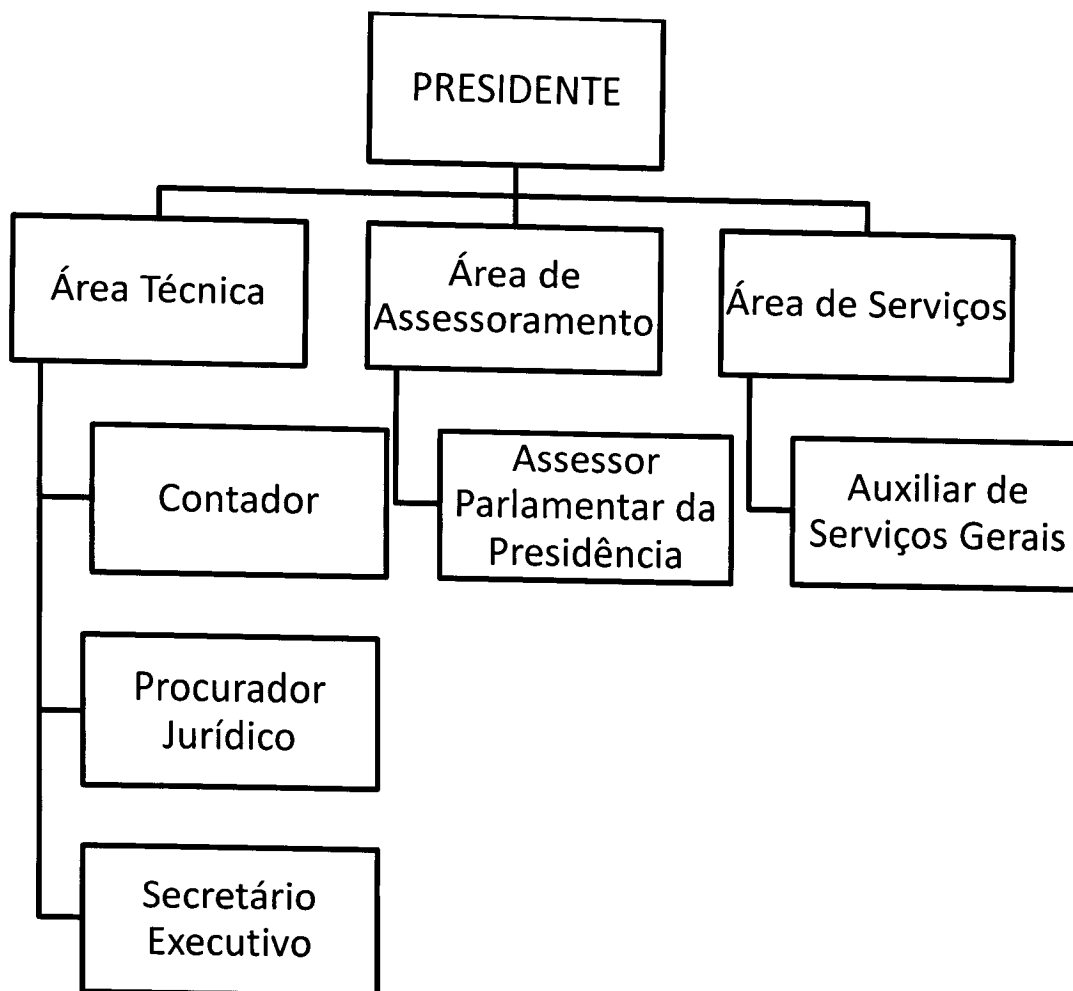 PRESIDENTE
Área Técnica
Área de
Assessoramento
Área de Serviços
Contador
Assessor
Parlamentar da
Presidência
Auxiliar de
Serviços Gerais
Procurador
Jurídico
Secretário
Executivo